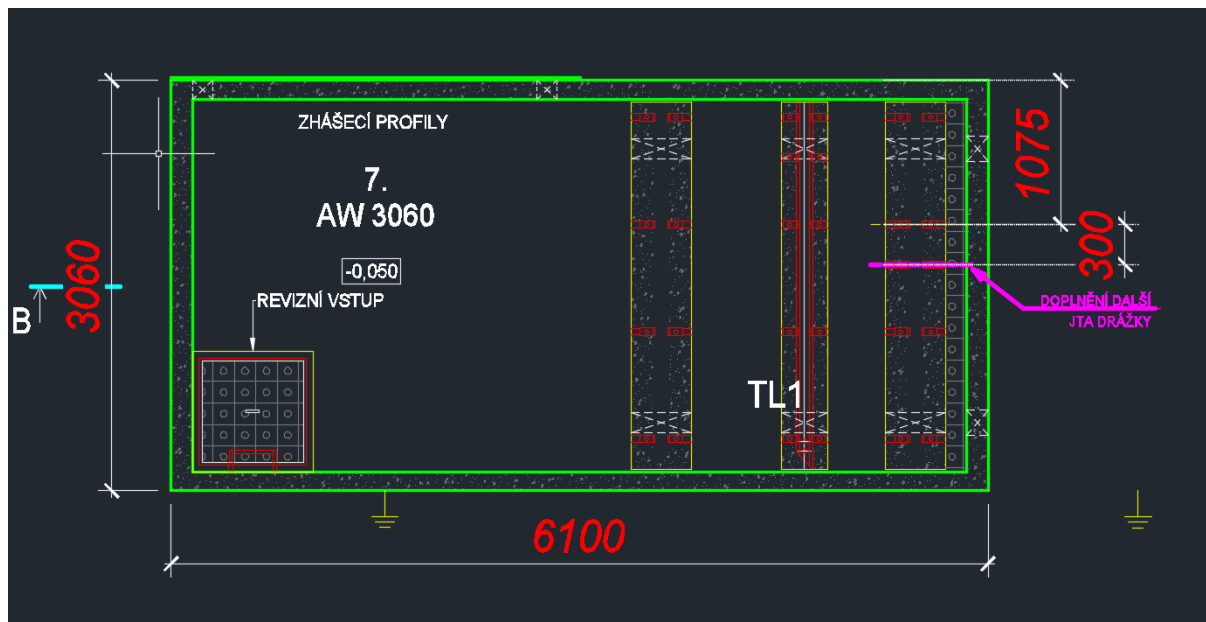 ZHÁŠECÍ PROFILY
7.
AW 3060
-0,050
REVIZNÍ VSTUP
B
3060
1075
300
DOPLNĚNÍ DALŠÍ
JTA DRÁŽKY
TL1
6100